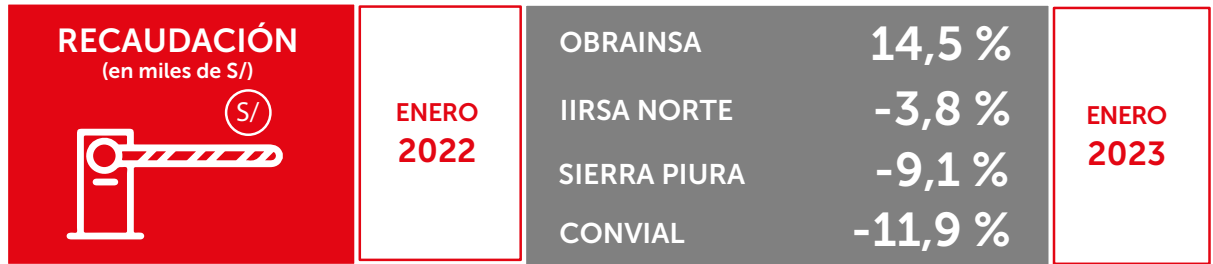 RECAUDACIÓN
(en miles de S/)
S/
ENERO
2022
OBRAINSA 14,5 %
IIRSA NORTE -3,8 %
SIERRA PIURA -9,1 %
CONVIAL -11,9 %
ENERO
2023